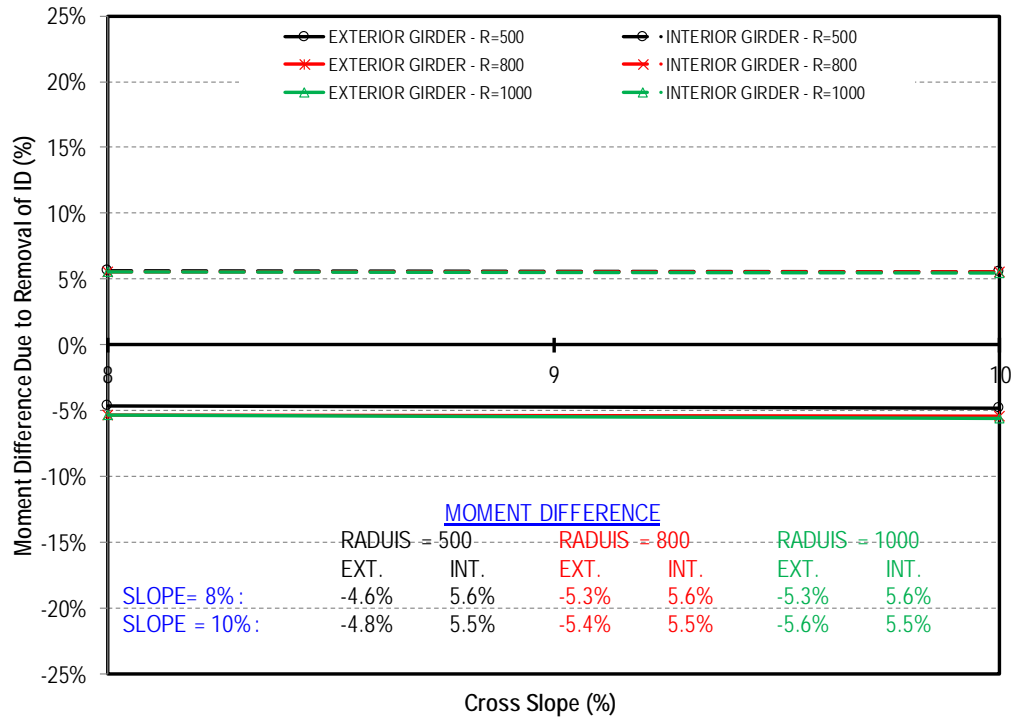 25%
EXTERIOR GIRDER - R=500 INTERIOR GIRDER - R=500
20% EXTERIOR GIRDER - R=800 INTERIOR GIRDER - R=800
EXTERIOR GIRDER - R=1000 INTERIOR GIRDER - R=1000
15%
10%
5%
0%
8 9 10
-5%
-10%
-15%
-20%
-25%
Moment Difference Due to Removal of ID (%)
MOMENT DIFFERENCE
RADUIS = 500 RADUIS = 800 RADUIS = 1000
EXT. INT. EXT. INT. EXT. INT.
SLOPE= 8% : -4.6% 5.6% -5.3% 5.6% -5.3% 5.6%
SLOPE = 10% : -4.8% 5.5% -5.4% 5.5% -5.6% 5.5%
Cross Slope (%)